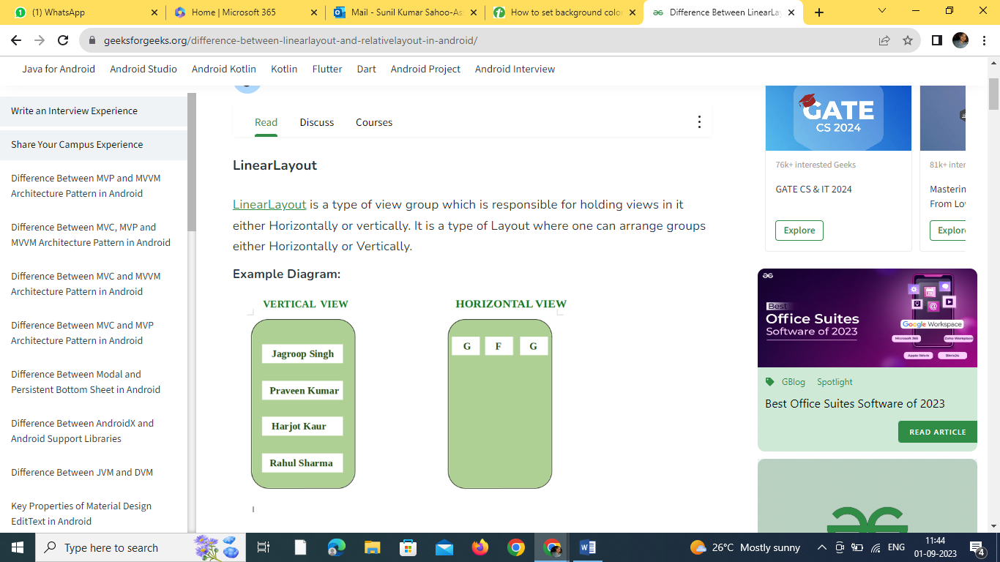 (1) WhatsApp
Home | Microsoft 365
Mail - Sunil Kumar Sahoo-As
How to set background colo
Difference Between LinearLay
geeksforgeeks.org/difference-between-linearlayout-and-relativelayout-in-android/
Java for Android Android Studio Android Kotlin Kotlin Flutter Dart Android Project Android Interview
Write an Interview Experience
Share Your Campus Experience
Difference Between MVP and MVVM
Architecture Pattern in Android
Difference Between MVC, MVP and
MVVM Architecture Pattern in Android
Difference Between MVC and MVVM
Architecture Pattern in Android
Difference Between MVC and MVP
Architecture Pattern in Android
Difference Between Modal and
Persistent Bottom Sheet in Android
Difference Between AndroidX and
Android Support Libraries
Difference Between JVM and DVM
Key Properties of Material Design
EditText in Android
Read Discuss Courses
LinearLayout
LinearLayout is a type of view group which is responsible for holding views in it
either Horizontally or vertically. It is a type of Layout where one can arrange groups
either Horizontally or Vertically.
Example Diagram:
VERTICAL VIEW
Jagroop Singh
Praveen Kumar
Harjot Kaur
Rahul Sharma
HORIZONTAL VIEW
G F G
GATE
CS 2024
76k+ interested Geeks
GATE CS & IT 2024
Explore
81k+ inter
Masterin
From Lo
Explor
Best
Office Suites
Software of 2023
Google Workspace
Microsoft 365
Zoho Workplace
Apple iWork
Bitrix24
GBlog Spotlight
Best Office Suites Software of 2023
READ ARTICLE
Type here to search
26°C Mostly sunny
ENG
11:44
01-09-2023
4